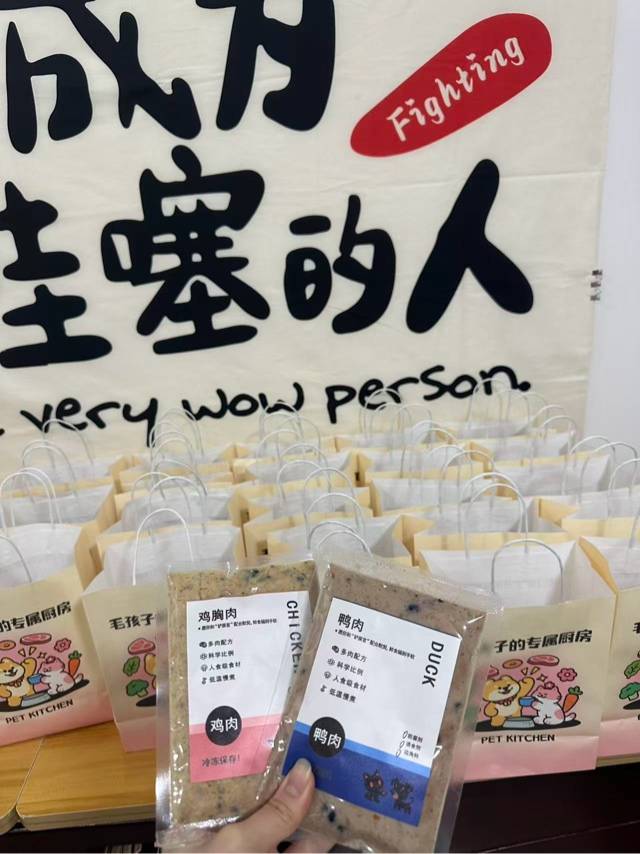 成为
Fighting
哇塞的人
very wow person.
的专属厨房
PET KITCHEN
毛孩子
子的专属厨房
PET KITCHEN
鸡胸肉
CHICKEN
多肉配方
科学比例
人食级食材
低温慢煮
鸡肉
冷冻保存!
鸭肉
DUCK
多肉配方
科学比例
人食级食材
低温慢煮
鸭肉